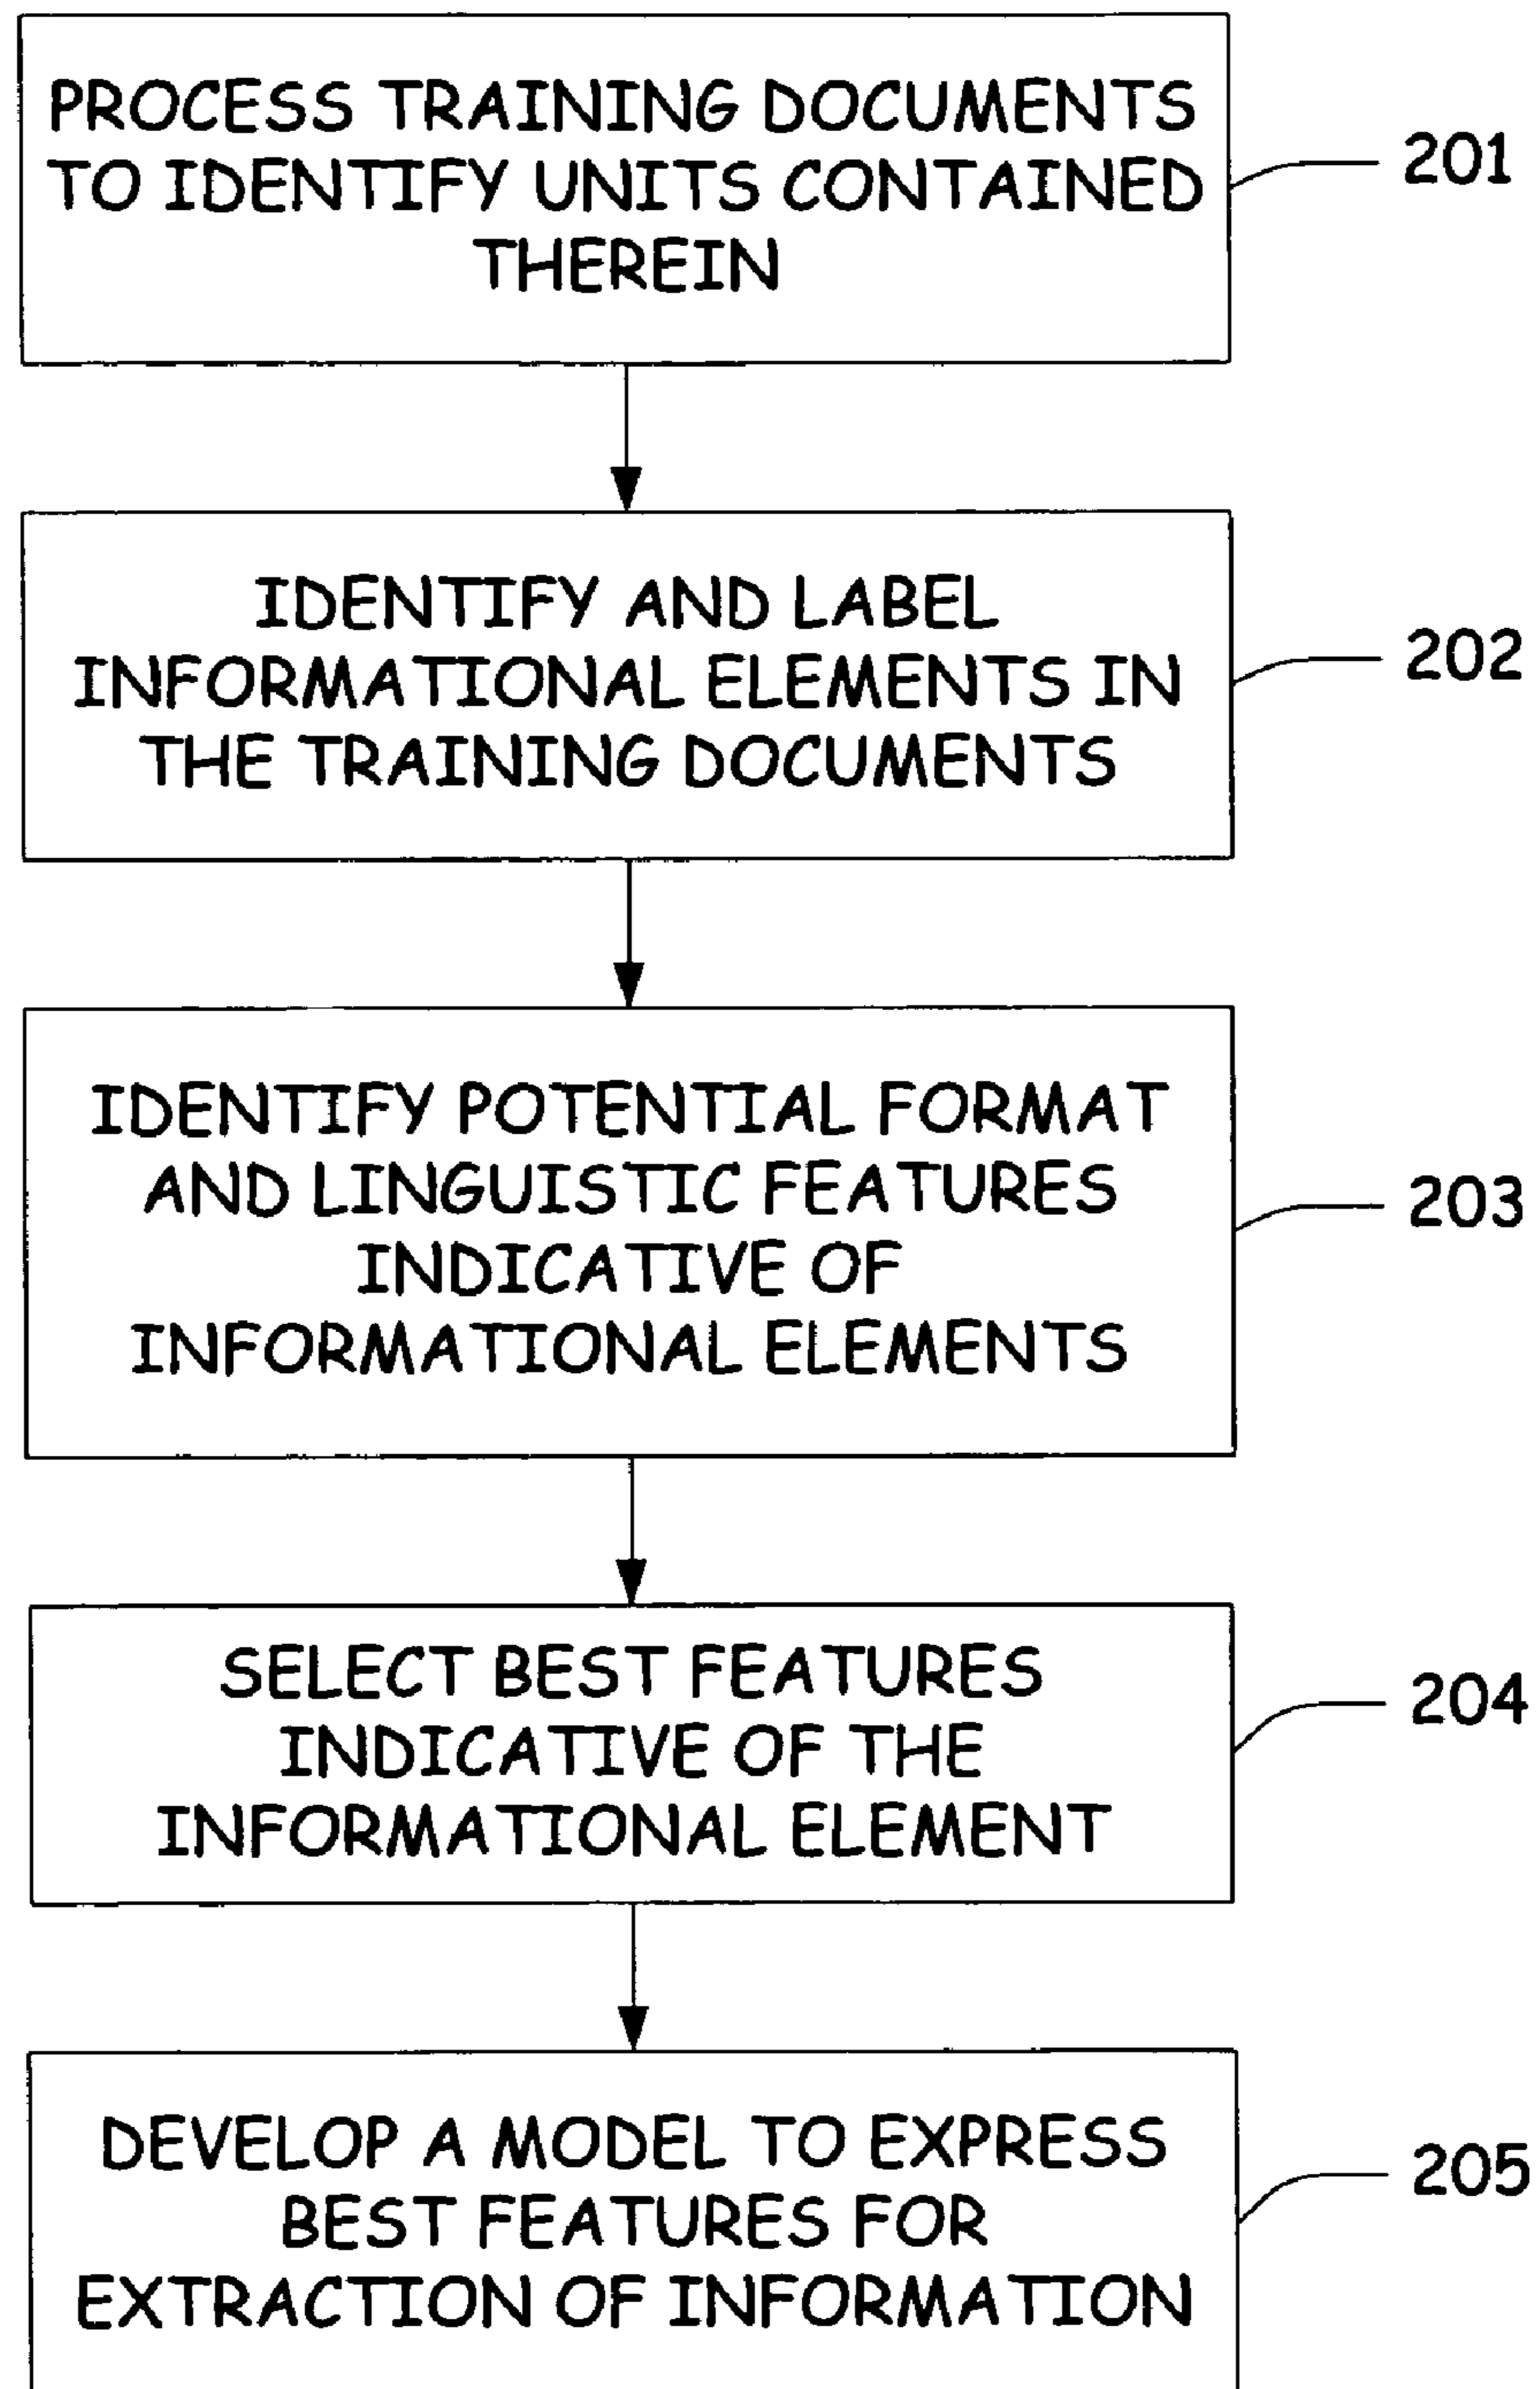 PROCESS TRAINING DOCUMENTS
TO IDENTIFY UNITS CONTAINED
THEREIN
201
IDENTIFY AND LABEL
INFORMATIONAL ELEMENTS IN
THE TRAINING DOCUMENTS
202
IDENTIFY POTENTIAL FORMAT
AND LINGUISTIC FEATURES
INDICATIVE OF
INFORMATIONAL ELEMENTS
203
SELECT BEST FEATURES
INDICATIVE OF THE
INFORMATIONAL ELEMENT
204
DEVELOP A MODEL TO EXPRESS
BEST FEATURES FOR
EXTRACTION OF INFORMATION
205